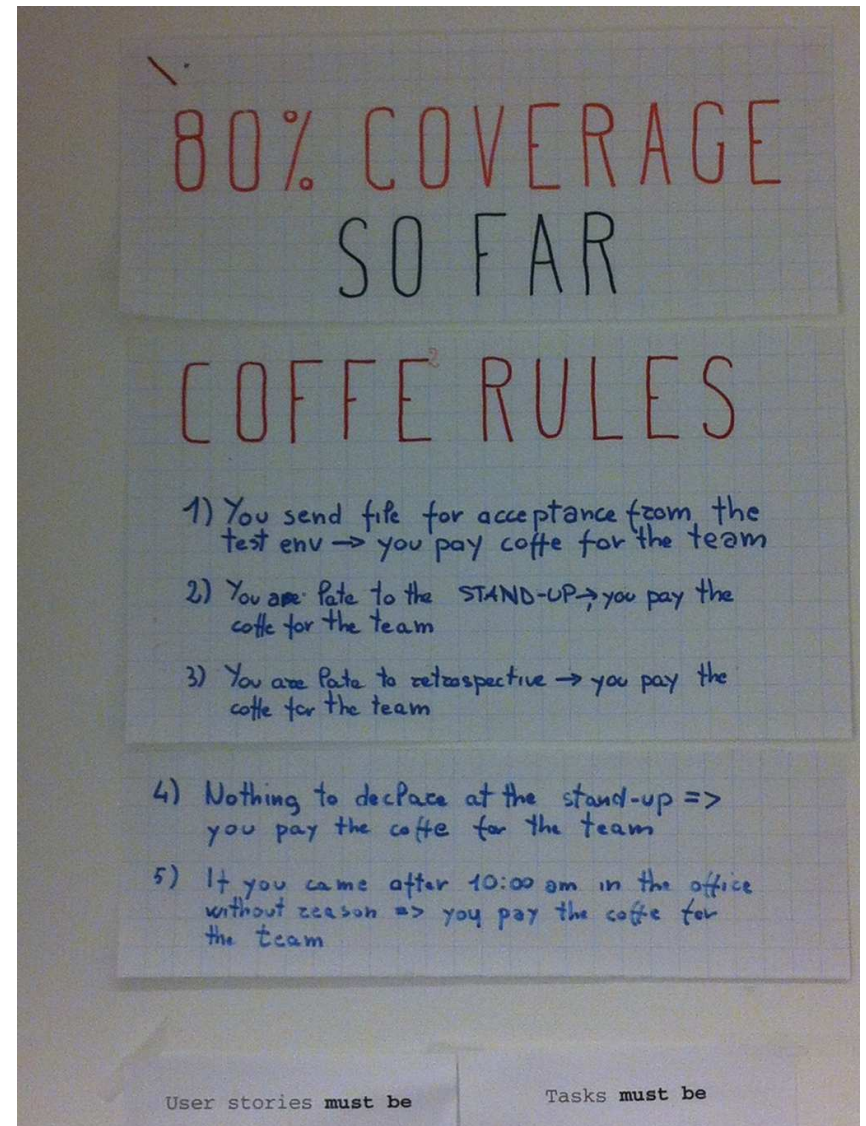 80% COVERAGE
SO FAR
COFFE RULES
1) You send file for acceptance from the
test env → you pay coffe for the team
2) You are late to the STAND-UP → you pay the
coffe for the team
3) You are late to retrospective → you pay the
coffe for the team
4) Nothing to declare at the stand-up =>
you pay the coffe for the team
5) If you came after 10:00 am in the office
without reason => you pay the coffe for
the team
User stories must be
Tasks must be